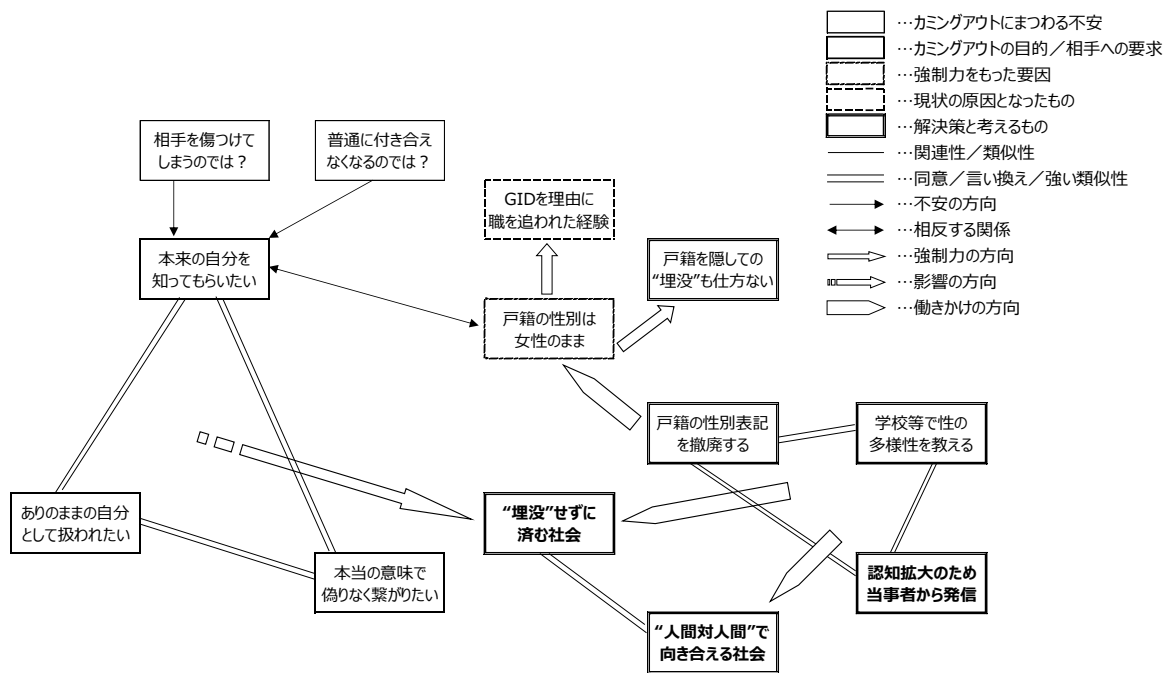 …カミングアウトにまつわる不安
…カミングアウトの目的／相手への要求
…強制力をもった要因
…現状の原因となったもの
…解決策と考えるもの
…関連性／類似性
…同意／言い換え／強い類似性
…不安の方向
…相反する関係
…強制力の方向
…影響の方向
…働きかけの方向
相手を傷つけて
しまうのでは？
普通に付き合え
なくなるのでは？
GIDを理由に
職を追われた経験
本来の自分を
知ってもらいたい
戸籍を隠しての
“埋没”も仕方ない
戸籍の性別は
女性のまま
戸籍の性別表記
を撤廃する
学校等で性の
多様性を教える
ありのままの自分
として扱われたい
“埋没”せずに
済む社会
本当の意味で
偽りなく繋がりたい
認知拡大のため
当事者から発信
“人間対人間”で
向き合える社会